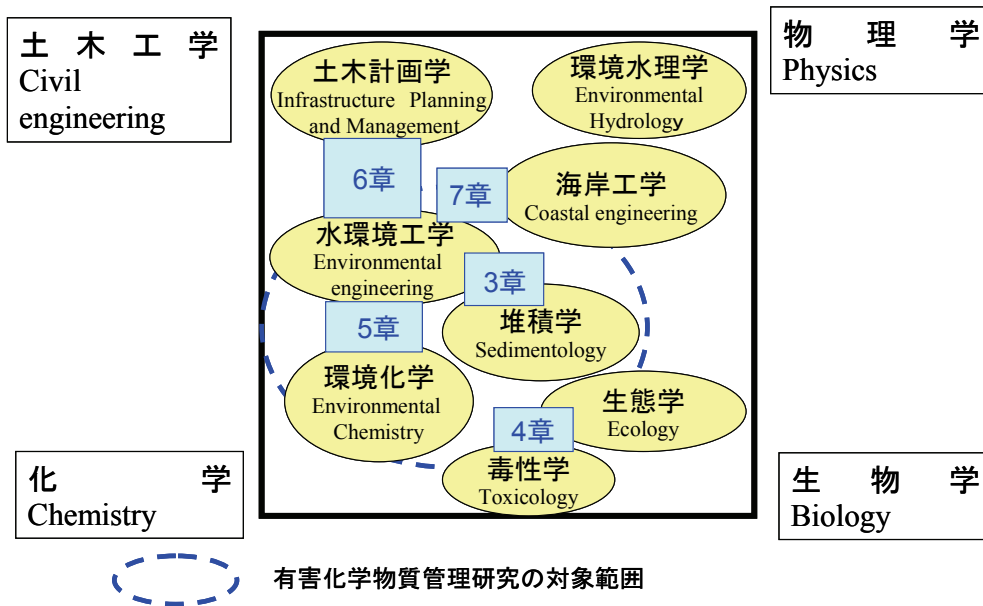 土木工学
Civil
engineering
物理学
Physics
土木計画学
Infrastructure Planning
and Management
環境水理学
Environmental
Hydrology
6章
7章
海岸工学
Coastal engineering
水環境工学
Environmental
engineering
3章
5章
堆積学
Sedimentology
環境化学
Environmental
Chemistry
生態学
Ecology
4章
毒性学
Toxicology
化学
Chemistry
生物学
Biology
有害化学物質管理研究の対象範囲